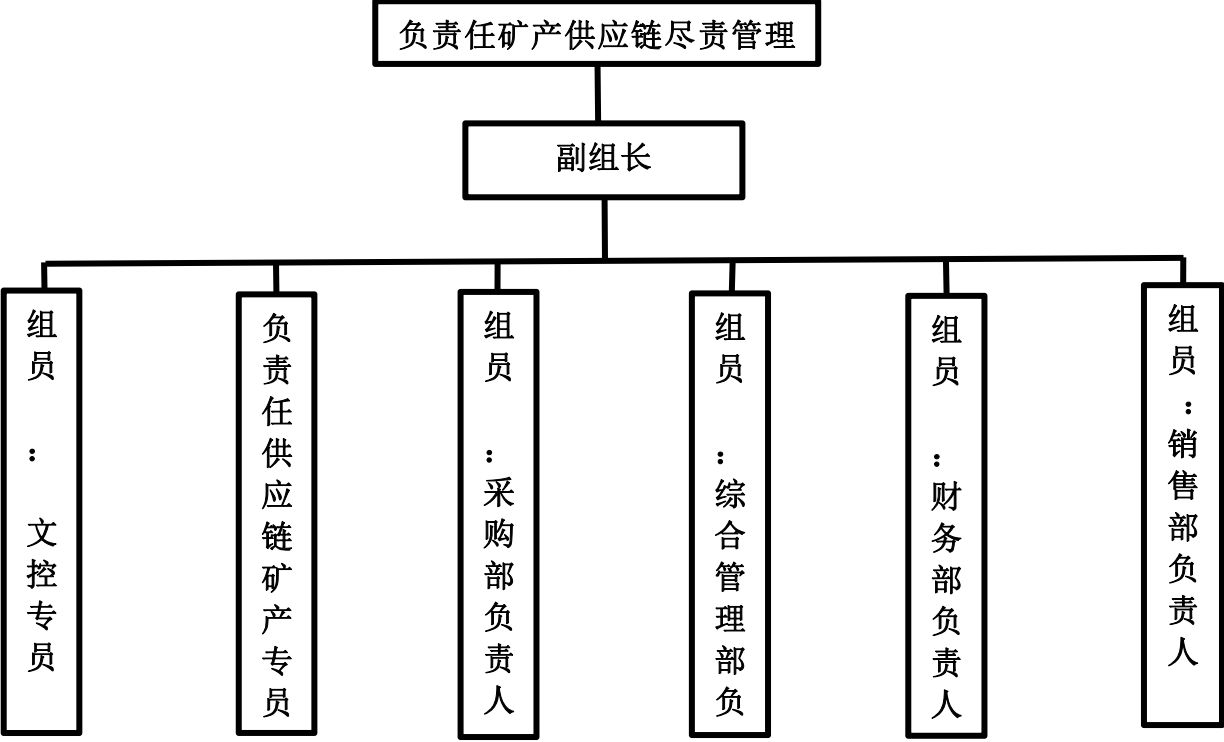 负责任矿产供应链尽责管理
副组长
组员：文控专员
负责任供应链矿产专员
组员：采购部负责人
组员：综合管理部负
组员：财务部负责人
组员：销售部负责人